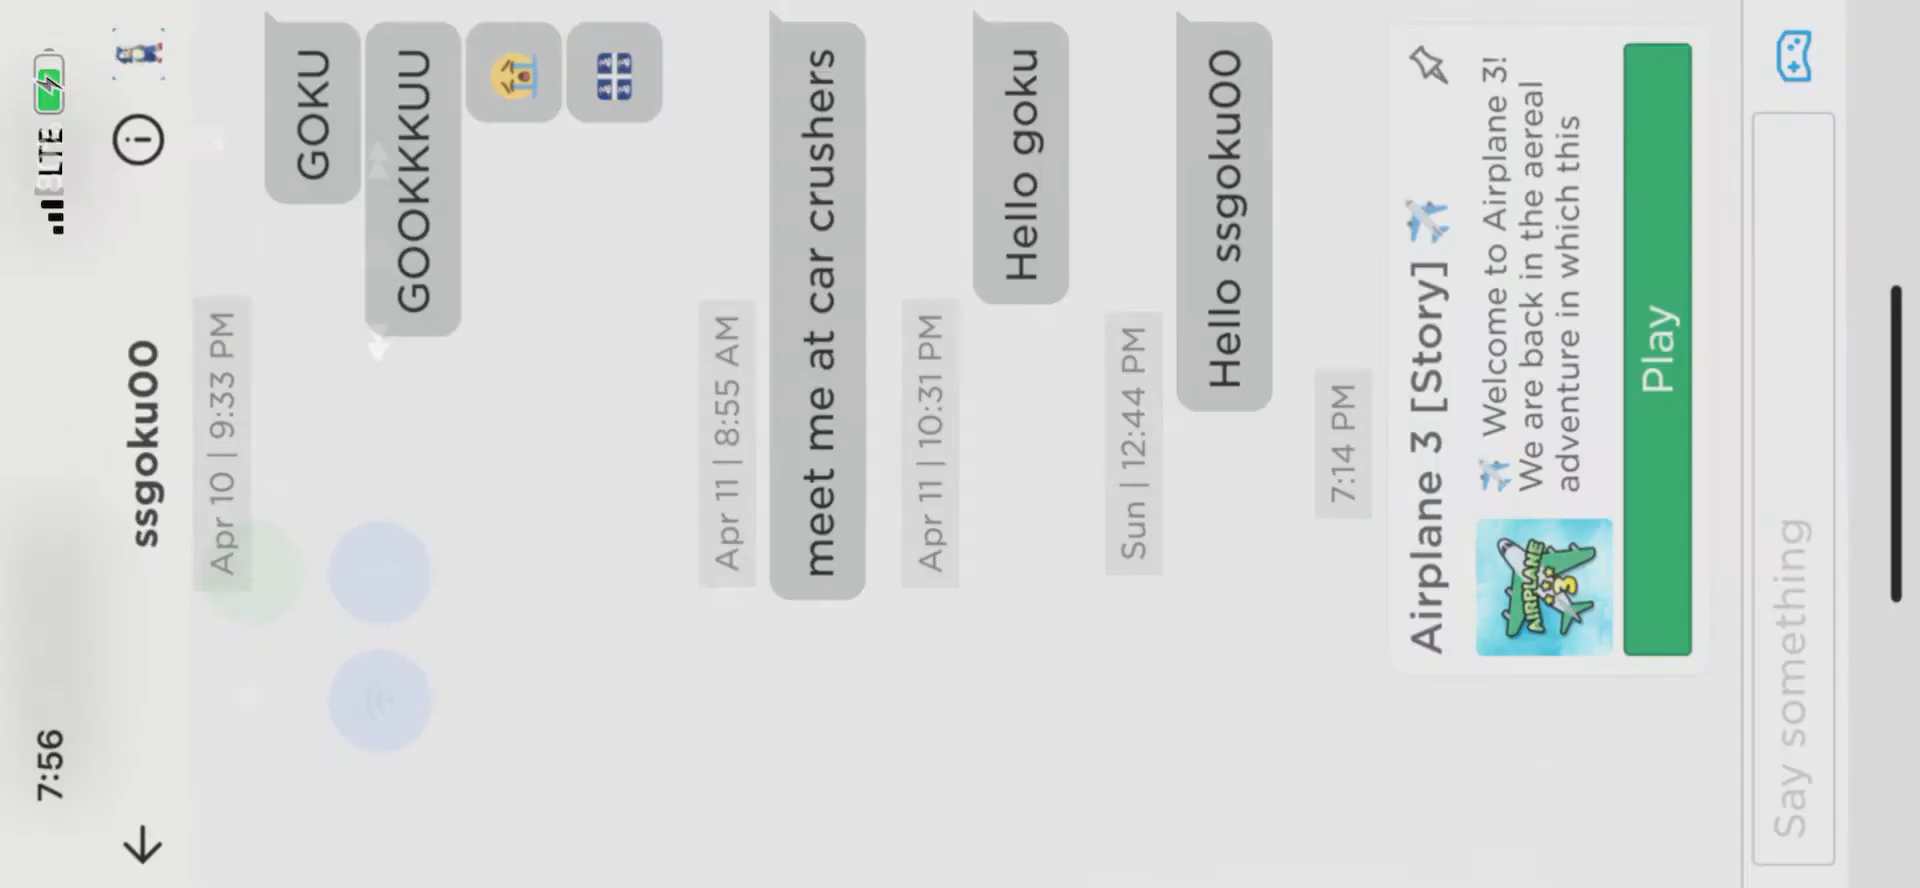 7:56
LTE
ssgoku00
Apr 10 | 9:33 PM
GOKU
GOOKKKUU
😭
Apr 11 | 8:55 AM
meet me at car crushers
Apr 11 | 10:31 PM
Hello goku
Sun | 12:44 PM
Hello ssgoku00
7:14 PM
Airplane 3 [Story] ✈️
✈️ Welcome to Airplane 3!
We are back in the aereal
adventure in which this
AIRPLANE
3
Play
Say something